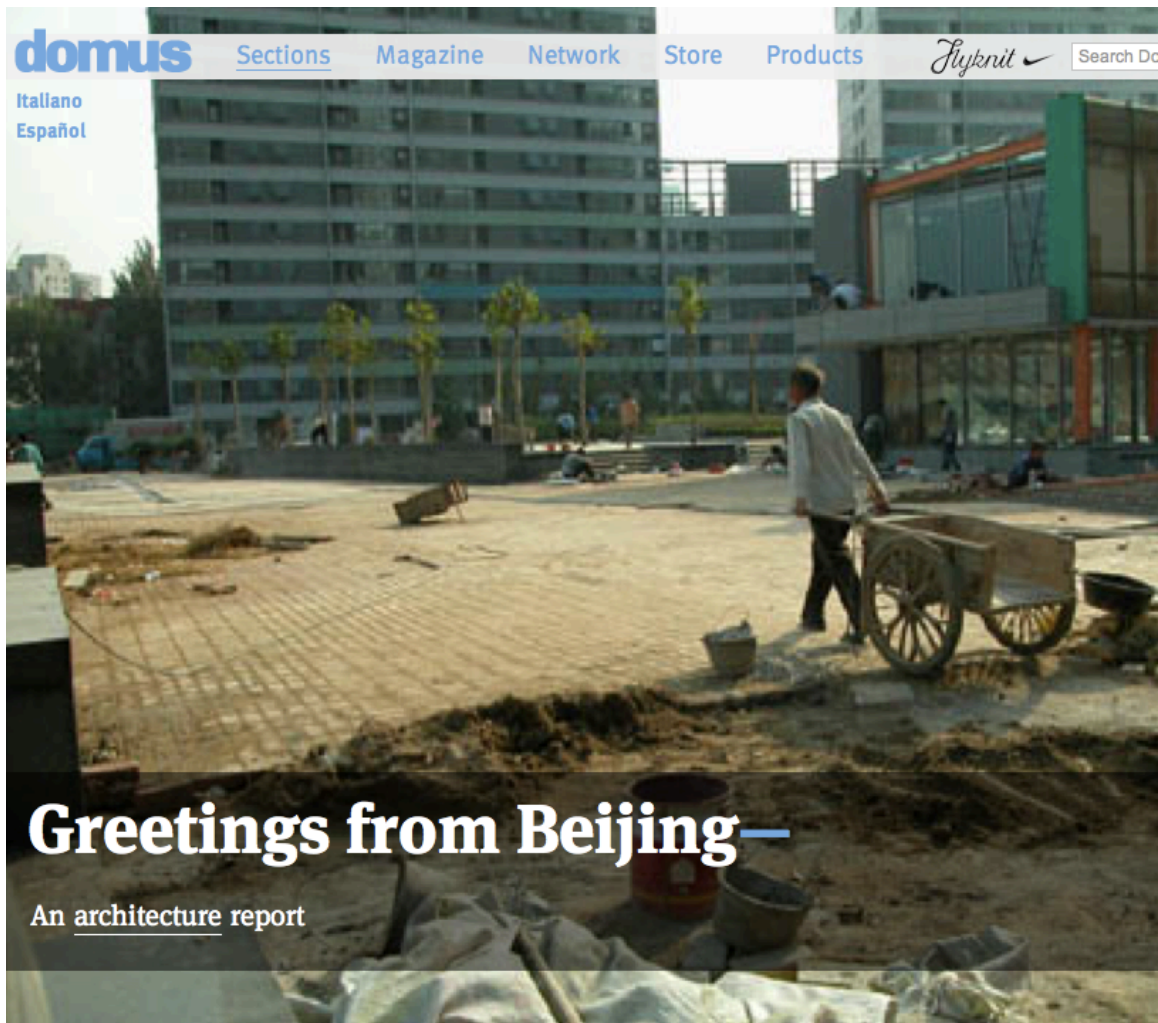 domus Sections Magazine Network Store Products Flyknit Search Do
Italiano
Español
Greetings from Beijing—
An architecture report